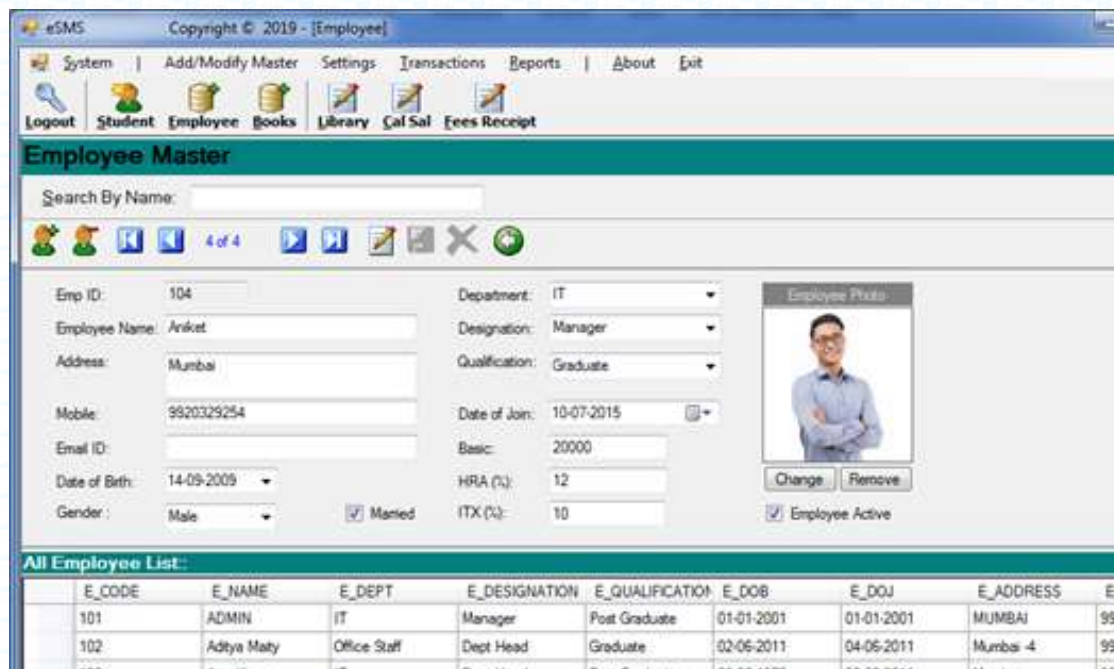 eSMS Copyright © 2019 - [Employee]
System | Add/Modify Master Settings Transactions Reports | About Exit
Logout Student Employee Books Library Cal Sal Fees Receipt
Employee Master
Search By Name:
4 of 4
Emp ID: 104 Department: IT Employee Photo
Employee Name: Aniket Designation: Manager
Address: Mumbai Qualification: Graduate
Mobile: 9920329254 Date of Join: 10-07-2015
Email ID: Basic: 20000
Date of Birth: 14-09-2009 HRA (%): 12 Change Remove
Gender : Male Married ITX (%): 10 Employee Active
All Employee List::
E_CODE E_NAME E_DEPT E_DESIGNATION E_QUALIFICATION E_DOB E_DOJ E_ADDRESS E
101 ADMIN IT Manager Post Graduate 01-01-2001 01-01-2001 MUMBAI 99
102 Aditya Maity Office Staff Dept Head Graduate 02-06-2011 04-06-2011 Mumbai -4 99